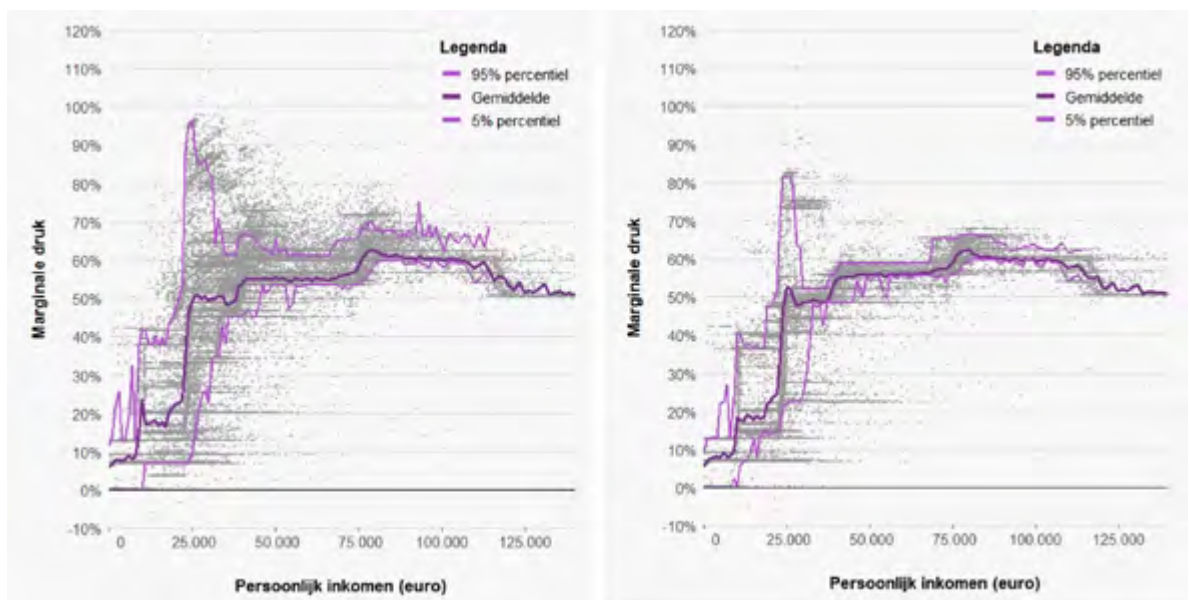 120%
110%
100%
90%
80%
70%
60%
50%
40%
30%
20%
10%
0%
-10%
Marginale druk
Legenda
95% percentiel
Gemiddelde
5% percentiel
0 25.000 50.000 75.000 100.000 125.000
Persoonlijk inkomen (euro)
120%
110%
100%
90%
80%
70%
60%
50%
40%
30%
20%
10%
0%
-10%
Marginale druk
Legenda
95% percentiel
Gemiddelde
5% percentiel
0 25.000 50.000 75.000 100.000 125.000
Persoonlijk inkomen (euro)